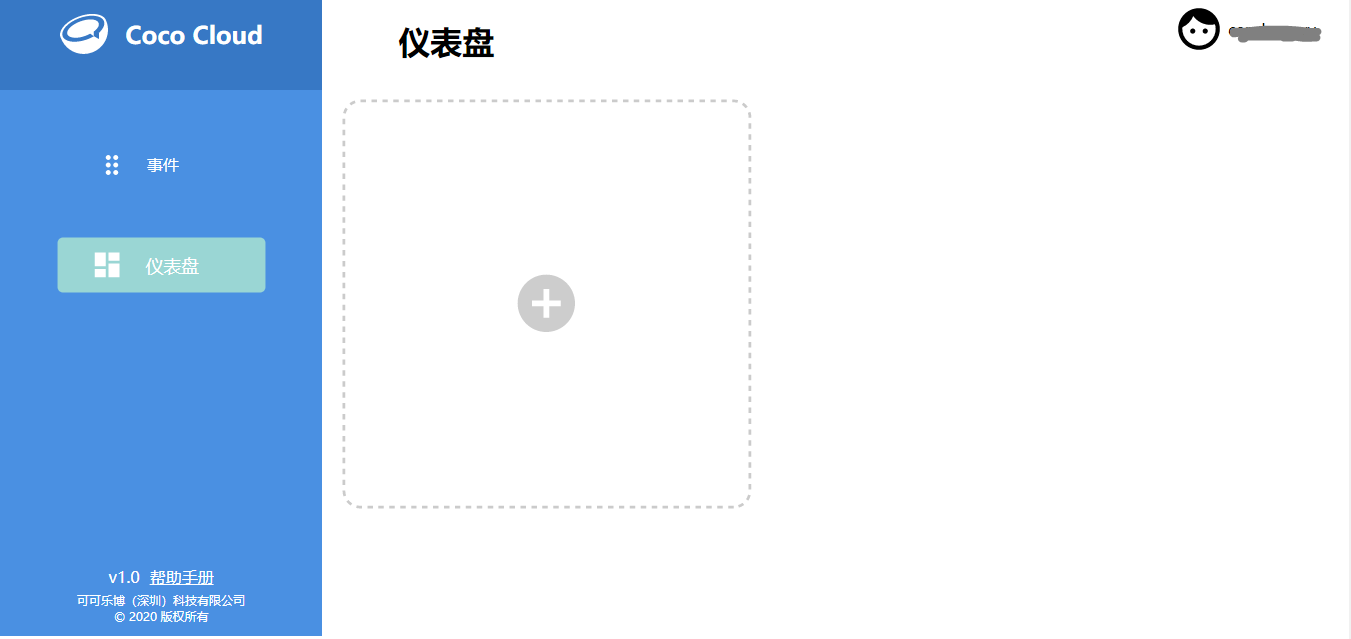 Coco Cloud
仪表盘
事件
仪表盘
v1.0 帮助手册
可可乐博（深圳）科技有限公司
© 2020 版权所有